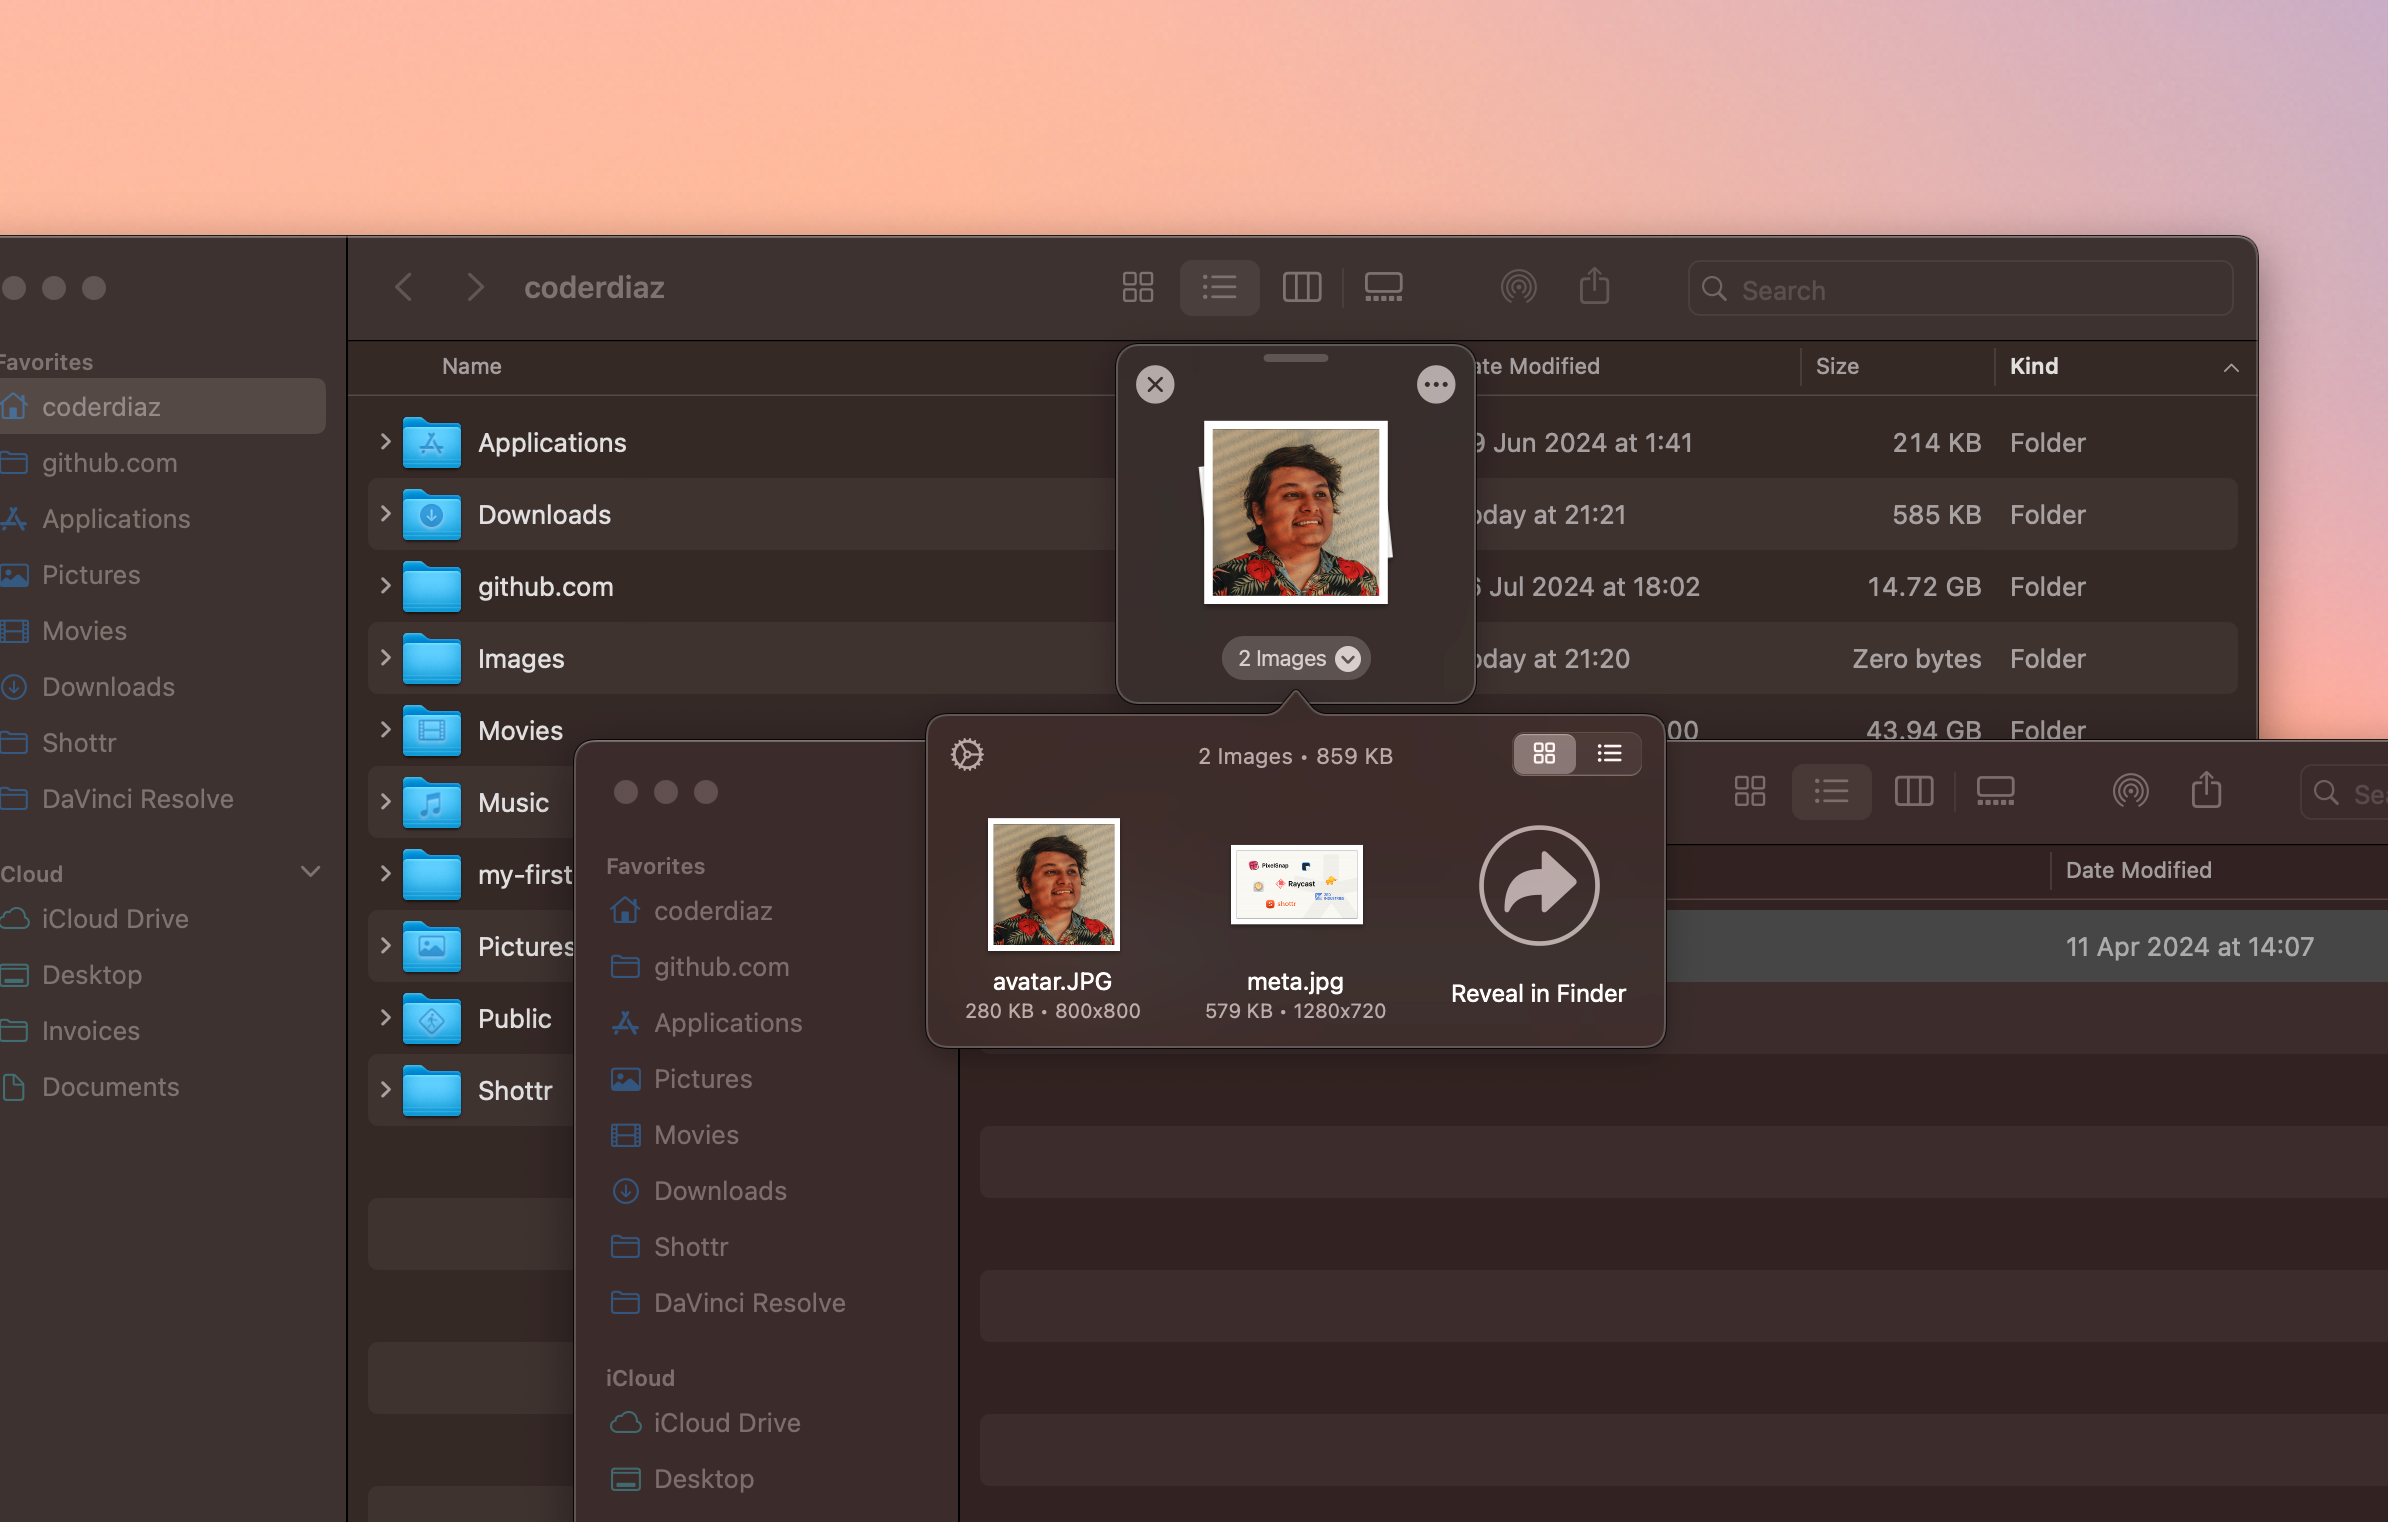 coderdiaz
Search
Favorites
coderdiaz
github.com
Applications
Pictures
Movies
Downloads
Shottr
DaVinci Resolve
Cloud
iCloud Drive
Desktop
Invoices
Documents
Name
ate Modified
Size
Kind
Applications
9 Jun 2024 at 1:41
214 KB
Folder
Downloads
oday at 21:21
585 KB
Folder
github.com
6 Jul 2024 at 18:02
14.72 GB
Folder
Images
oday at 21:20
Zero bytes
Folder
Movies
00
43.94 GB
Folder
Music
my-first
Pictures
Public
Shottr
2 Images
2 Images • 859 KB
PixelSnap
Raycast
shottr
avatar.JPG
280 KB • 800x800
meta.jpg
579 KB • 1280x720
Reveal in Finder
Favorites
coderdiaz
github.com
Applications
Pictures
Movies
Downloads
Shottr
DaVinci Resolve
iCloud
iCloud Drive
Desktop
Sea
Date Modified
11 Apr 2024 at 14:07